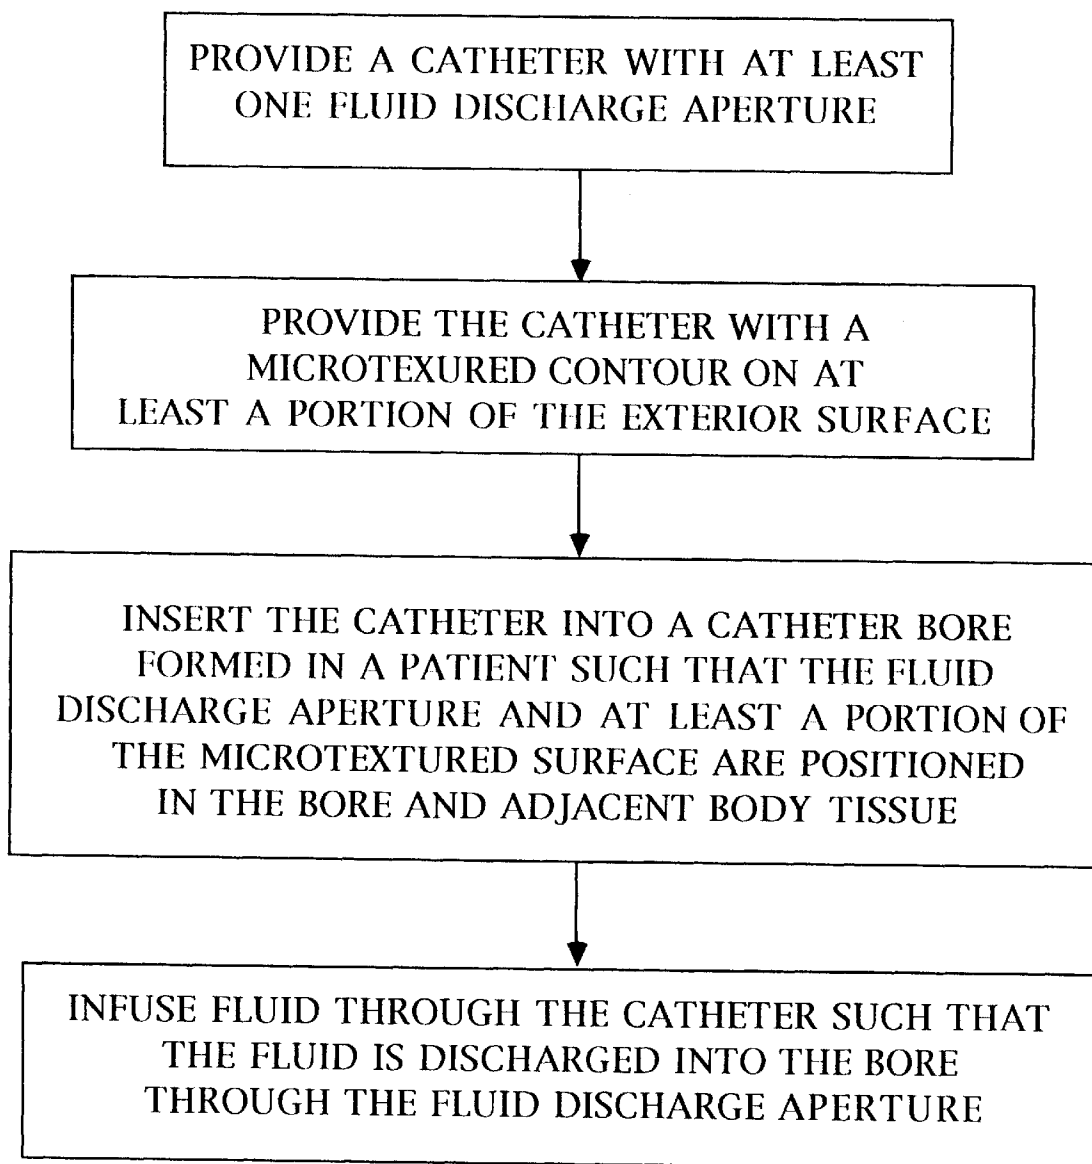 PROVIDE A CATHETER WITH AT LEAST
ONE FLUID DISCHARGE APERTURE
PROVIDE THE CATHETER WITH A
MICROTEXURED CONTOUR ON AT
LEAST A PORTION OF THE EXTERIOR SURFACE
INSERT THE CATHETER INTO A CATHETER BORE
FORMED IN A PATIENT SUCH THAT THE FLUID
DISCHARGE APERTURE AND AT LEAST A PORTION OF
THE MICROTEXTURED SURFACE ARE POSITIONED
IN THE BORE AND ADJACENT BODY TISSUE
INFUSE FLUID THROUGH THE CATHETER SUCH THAT
THE FLUID IS DISCHARGED INTO THE BORE
THROUGH THE FLUID DISCHARGE APERTURE